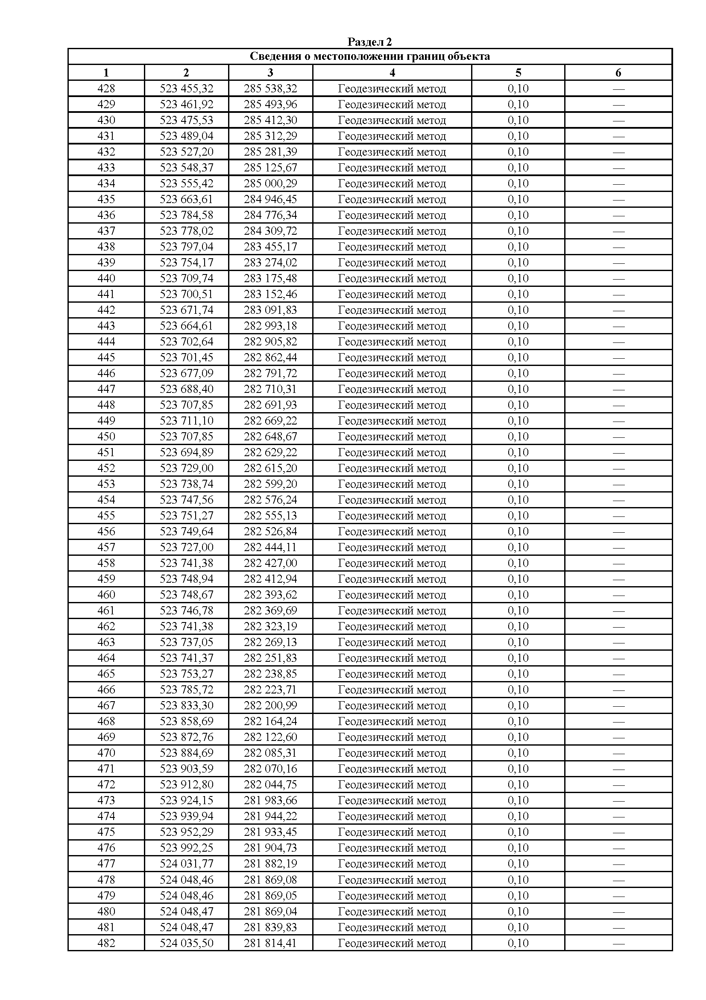 Раздел 2
Сведения о местоположении границ объекта
1 2 3 4 5 6
428 523 455,32 285 538,32 Геодезический метод 0,10 —
429 523 461,92 285 493,96 Геодезический метод 0,10 —
430 523 475,53 285 412,30 Геодезический метод 0,10 —
431 523 489,04 285 312,29 Геодезический метод 0,10 —
432 523 527,20 285 281,39 Геодезический метод 0,10 —
433 523 548,37 285 125,67 Геодезический метод 0,10 —
434 523 555,42 285 000,29 Геодезический метод 0,10 —
435 523 663,61 284 946,45 Геодезический метод 0,10 —
436 523 784,58 284 776,34 Геодезический метод 0,10 —
437 523 778,02 284 309,72 Геодезический метод 0,10 —
438 523 797,04 283 455,17 Геодезический метод 0,10 —
439 523 754,17 283 274,02 Геодезический метод 0,10 —
440 523 709,74 283 175,48 Геодезический метод 0,10 —
441 523 700,51 283 152,46 Геодезический метод 0,10 —
442 523 671,74 283 091,83 Геодезический метод 0,10 —
443 523 664,61 282 993,18 Геодезический метод 0,10 —
444 523 702,64 282 905,82 Геодезический метод 0,10 —
445 523 701,45 282 862,44 Геодезический метод 0,10 —
446 523 677,09 282 791,72 Геодезический метод 0,10 —
447 523 688,40 282 710,31 Геодезический метод 0,10 —
448 523 707,85 282 691,93 Геодезический метод 0,10 —
449 523 711,10 282 669,22 Геодезический метод 0,10 —
450 523 707,85 282 648,67 Геодезический метод 0,10 —
451 523 694,89 282 629,22 Геодезический метод 0,10 —
452 523 729,00 282 615,20 Геодезический метод 0,10 —
453 523 738,74 282 599,20 Геодезический метод 0,10 —
454 523 747,56 282 576,24 Геодезический метод 0,10 —
455 523 751,27 282 555,13 Геодезический метод 0,10 —
456 523 749,64 282 526,84 Геодезический метод 0,10 —
457 523 727,00 282 444,11 Геодезический метод 0,10 —
458 523 741,38 282 427,00 Геодезический метод 0,10 —
459 523 748,94 282 412,94 Геодезический метод 0,10 —
460 523 748,67 282 393,62 Геодезический метод 0,10 —
461 523 746,78 282 369,69 Геодезический метод 0,10 —
462 523 741,38 282 323,19 Геодезический метод 0,10 —
463 523 737,05 282 269,13 Геодезический метод 0,10 —
464 523 741,37 282 251,83 Геодезический метод 0,10 —
465 523 753,27 282 238,85 Геодезический метод 0,10 —
466 523 785,72 282 223,71 Геодезический метод 0,10 —
467 523 833,30 282 200,99 Геодезический метод 0,10 —
468 523 858,69 282 164,24 Геодезический метод 0,10 —
469 523 872,76 282 122,60 Геодезический метод 0,10 —
470 523 884,69 282 085,31 Геодезический метод 0,10 —
471 523 903,59 282 070,16 Геодезический метод 0,10 —
472 523 912,80 282 044,75 Геодезический метод 0,10 —
473 523 924,15 281 983,66 Геодезический метод 0,10 —
474 523 939,94 281 944,22 Геодезический метод 0,10 —
475 523 952,29 281 933,45 Геодезический метод 0,10 —
476 523 992,25 281 904,73 Геодезический метод 0,10 —
477 524 031,77 281 882,19 Геодезический метод 0,10 —
478 524 048,46 281 869,08 Геодезический метод 0,10 —
479 524 048,46 281 869,05 Геодезический метод 0,10 —
480 524 048,47 281 869,04 Геодезический метод 0,10 —
481 524 048,47 281 839,83 Геодезический метод 0,10 —
482 524 035,50 281 814,41 Геодезический метод 0,10 —